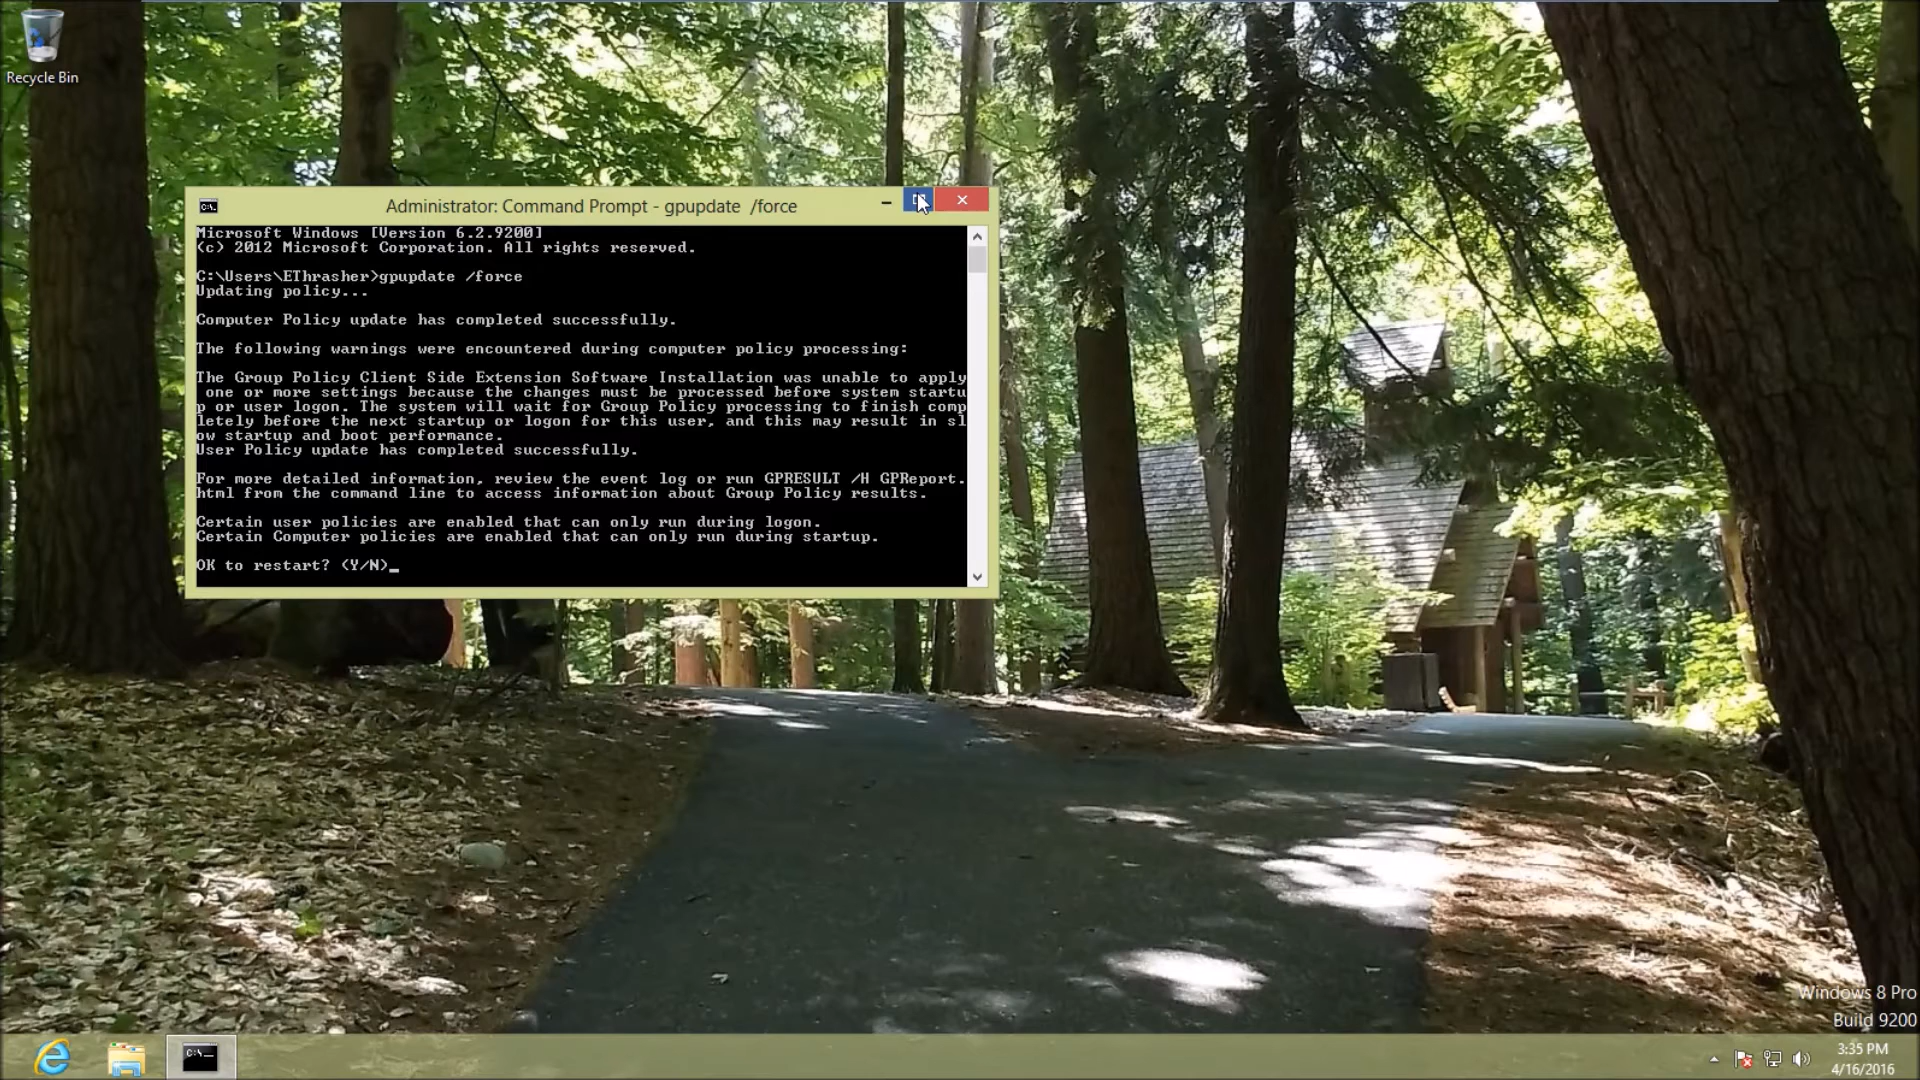 Recycle Bin
Administrator: Command Prompt - gpupdate  /force
Microsoft Windows [Version 6.2.9200]
(c) 2012 Microsoft Corporation. All rights reserved.
C:\Users\EThrasher>gpupdate /force
Updating policy...
Computer Policy update has completed successfully.
The following warnings were encountered during computer policy processing:
The Group Policy Client Side Extension Software Installation was unable to apply
one or more settings because the changes must be processed before system startu
p or user logon. The system will wait for Group Policy processing to finish comp
letely before the next startup or logon for this user, and this may result in sl
ow startup and boot performance.
User Policy update has completed successfully.
For more detailed information, review the event log or run GPRESULT /H GPReport.
html from the command line to access information about Group Policy results.
Certain user policies are enabled that can only run during logon.
Certain Computer policies are enabled that can only run during startup.
OK to restart? (Y/N)_
Windows 8 Pro
Build 9200
3:35 PM
4/16/2016